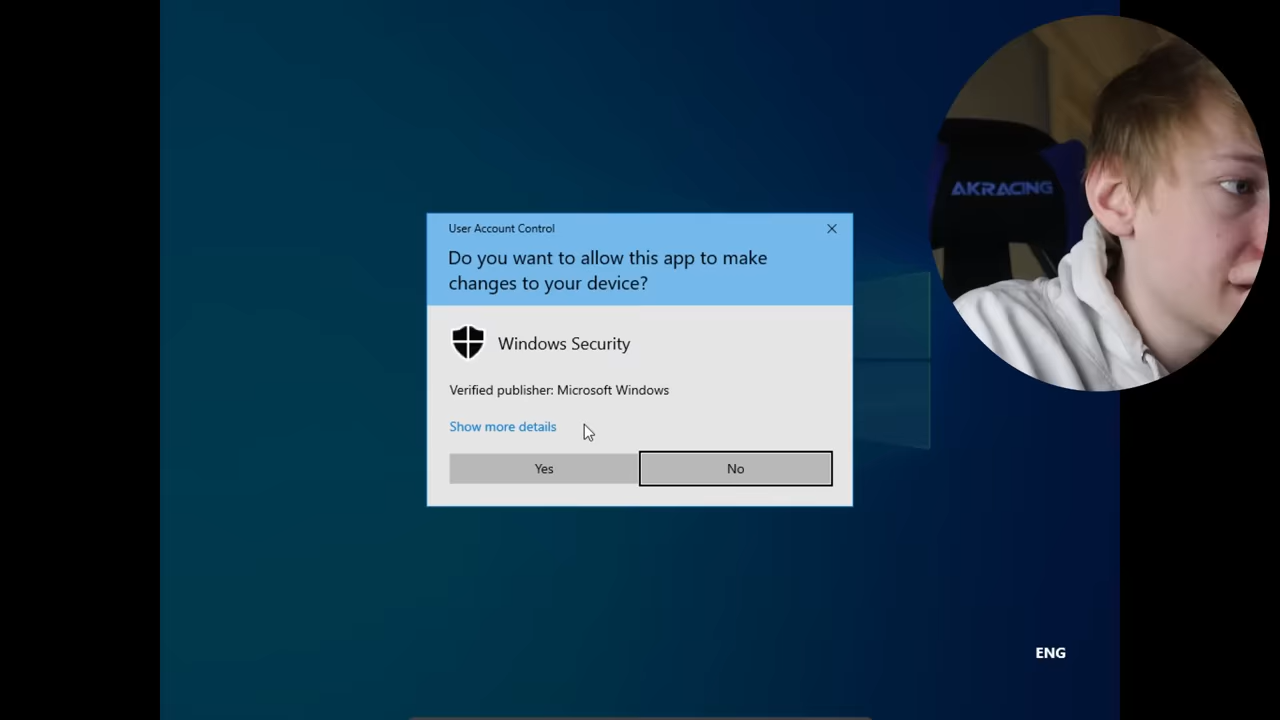 User Account Control
Do you want to allow this app to make
changes to your device?
Windows Security
Verified publisher: Microsoft Windows
Show more details
Yes
No
AKRACING
ENG